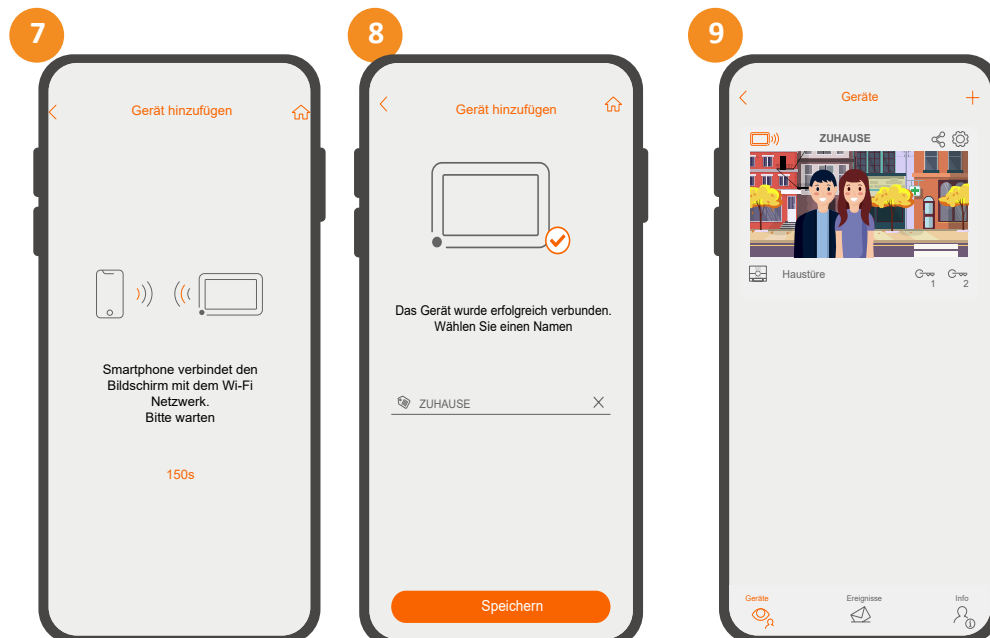 7
Gerät hinzufügen
Smartphone verbindet den
Bildschirm mit dem Wi-Fi
Netzwerk.
Bitte warten
150s
8
Gerät hinzufügen
Das Gerät wurde erfolgreich verbunden.
Wählen Sie einen Namen
ZUHAUSE
Speichern
9
Geräte
ZUHAUSE
Haustüre
1 2
Geräte Ereignisse Info